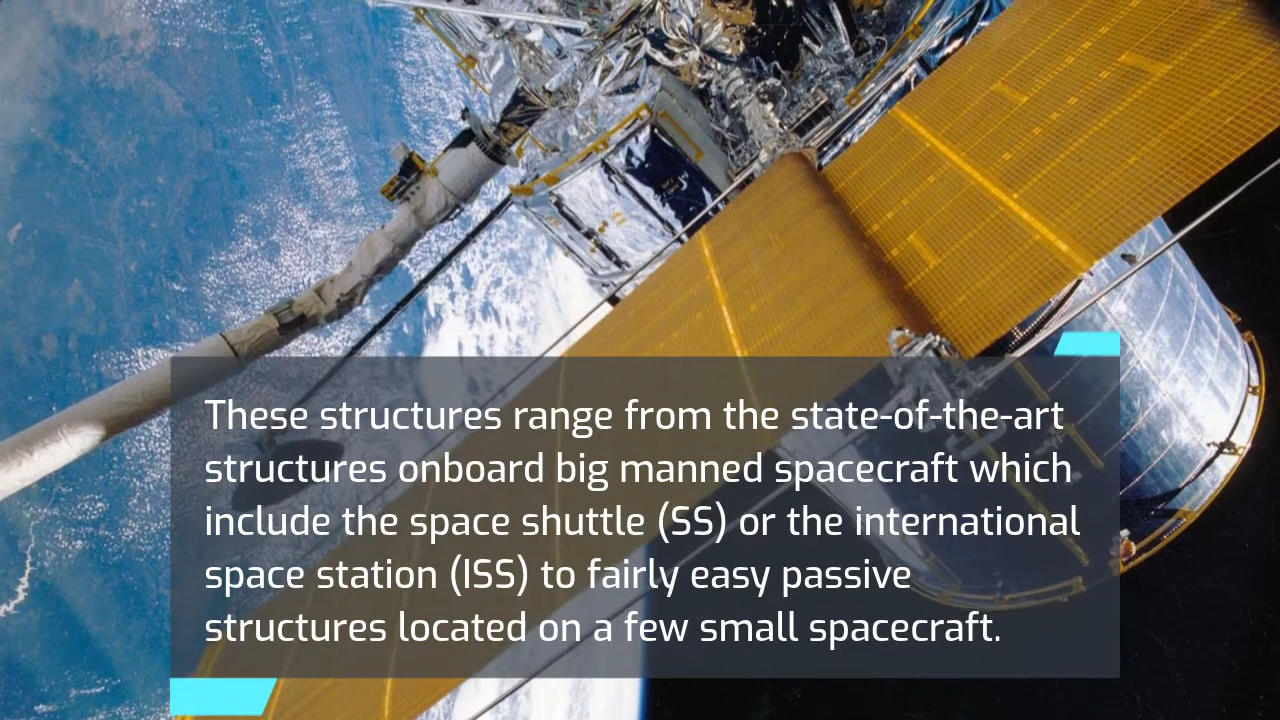 These structures range from the state-of-the-art
structures onboard big manned spacecraft which
include the space shuttle (SS) or the international
space station (ISS) to fairly easy passive
structures located on a few small spacecraft.